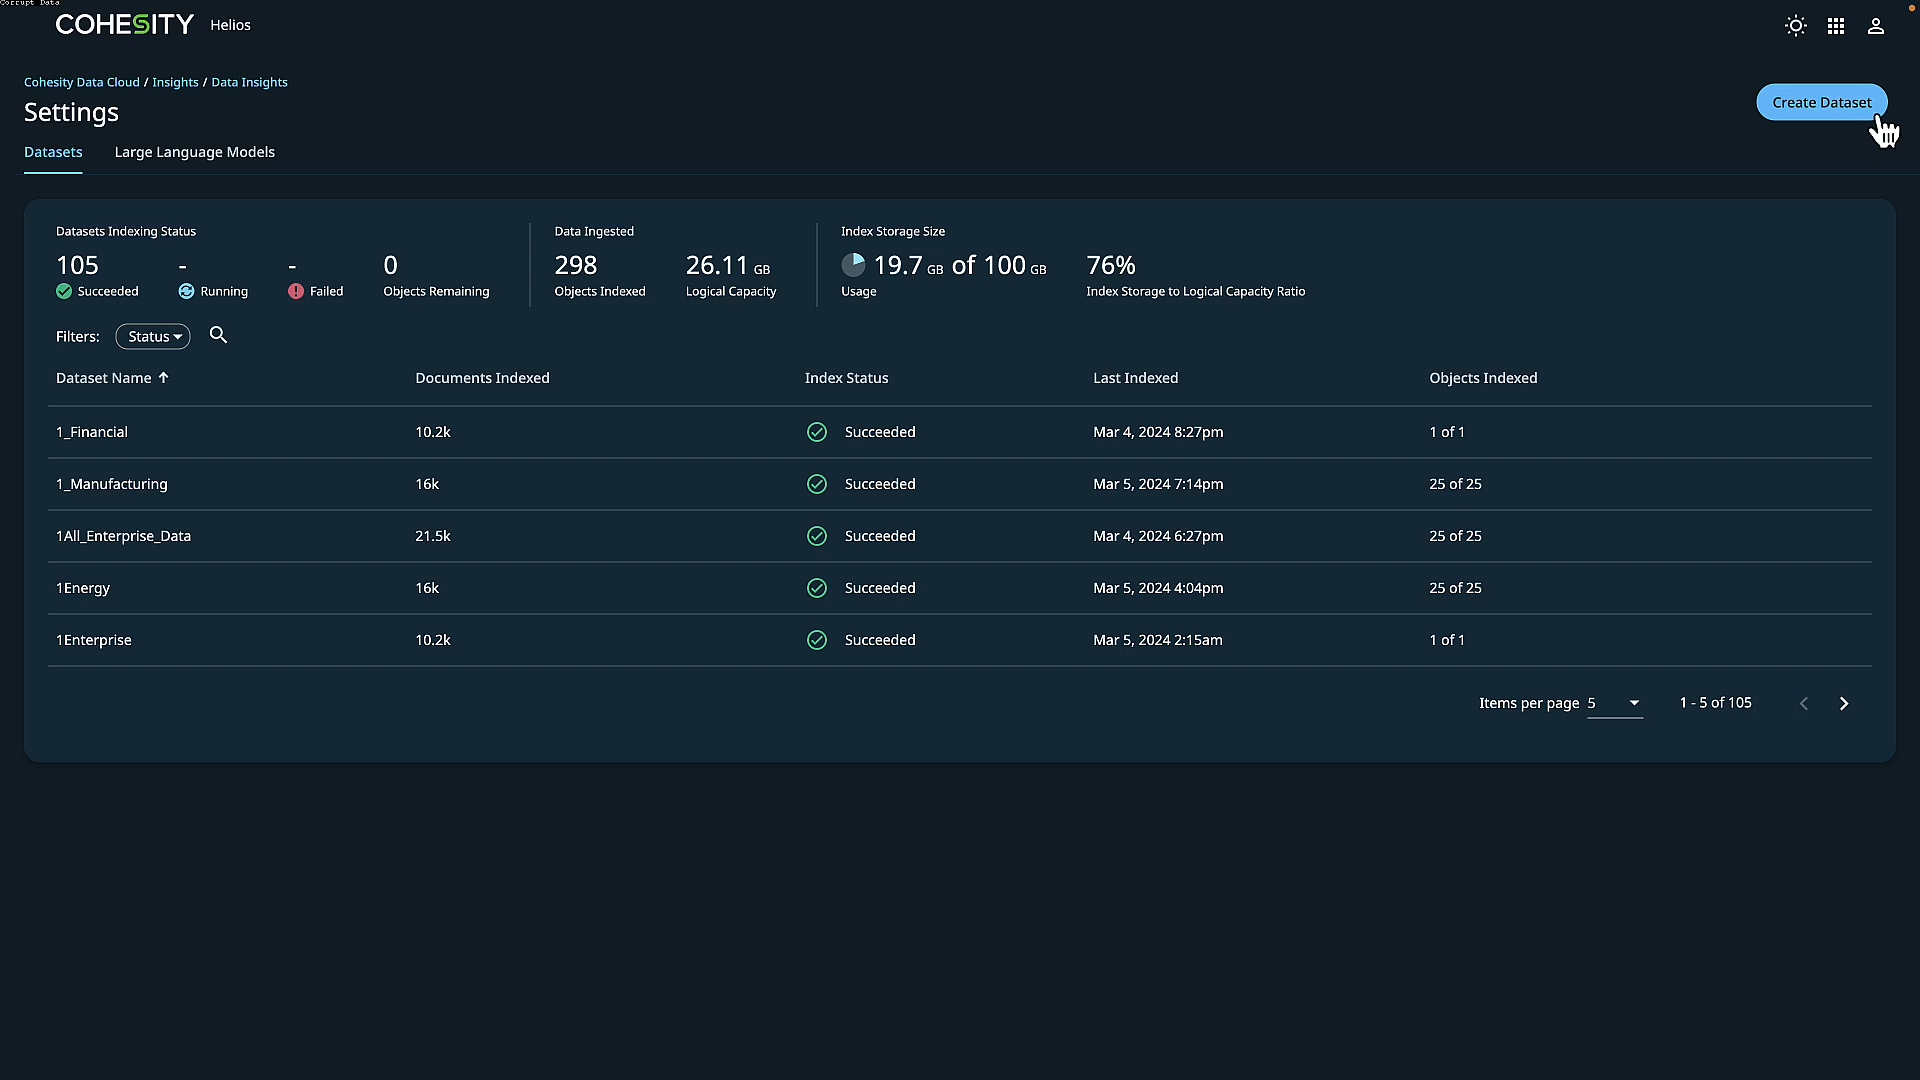 Corrupt Data
COHESITY Helios
Cohesity Data Cloud / Insights / Data Insights
Settings
Create Dataset
Datasets Large Language Models
Datasets Indexing Status Data Ingested Index Storage Size
105 - - 0 298 26.11 GB 19.7 GB of 100 GB 76%
Succeeded Running Failed Objects Remaining Objects Indexed Logical Capacity Usage Index Storage to Logical Capacity Ratio
Filters: Status
Dataset Name ↑ Documents Indexed Index Status Last Indexed Objects Indexed
1_Financial 10.2k Succeeded Mar 4, 2024 8:27pm 1 of 1
1_Manufacturing 16k Succeeded Mar 5, 2024 7:14pm 25 of 25
1All_Enterprise_Data 21.5k Succeeded Mar 4, 2024 6:27pm 25 of 25
1Energy 16k Succeeded Mar 5, 2024 4:04pm 25 of 25
1Enterprise 10.2k Succeeded Mar 5, 2024 2:15am 1 of 1
Items per page 5 1 - 5 of 105